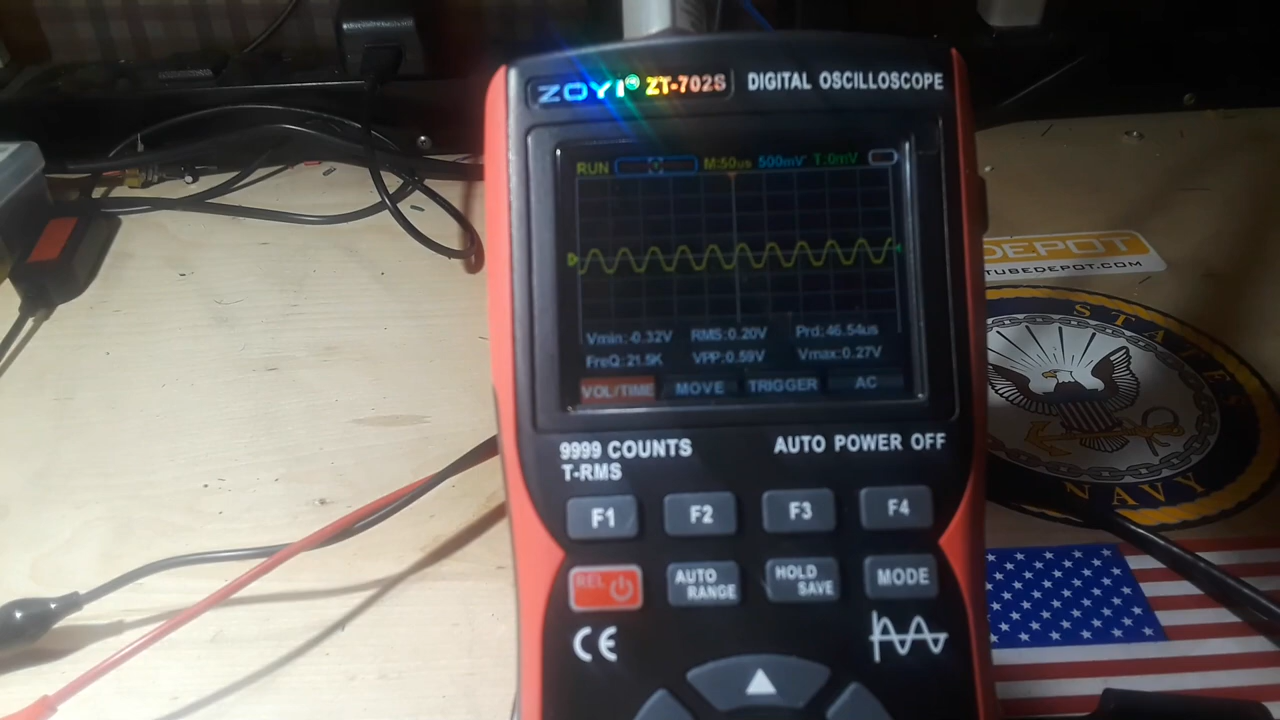 ZOYI ZT-702S DIGITAL OSCILLOSCOPE
RUN M:50us 500mV T:0mV
Vmin:-0.32V RMS:0.20V Prd:46.54us
FreQ:21.5K VPP:0.59V Vmax:0.27V
VOL/TIME MOVE TRIGGER AC
9999 COUNTS AUTO POWER OFF
T-RMS
F1 F2 F3 F4
REL AUTO RANGE HOLD SAVE MODE
CE
DEPOT
TUBEDEPOT.COM
STATES
NAVY